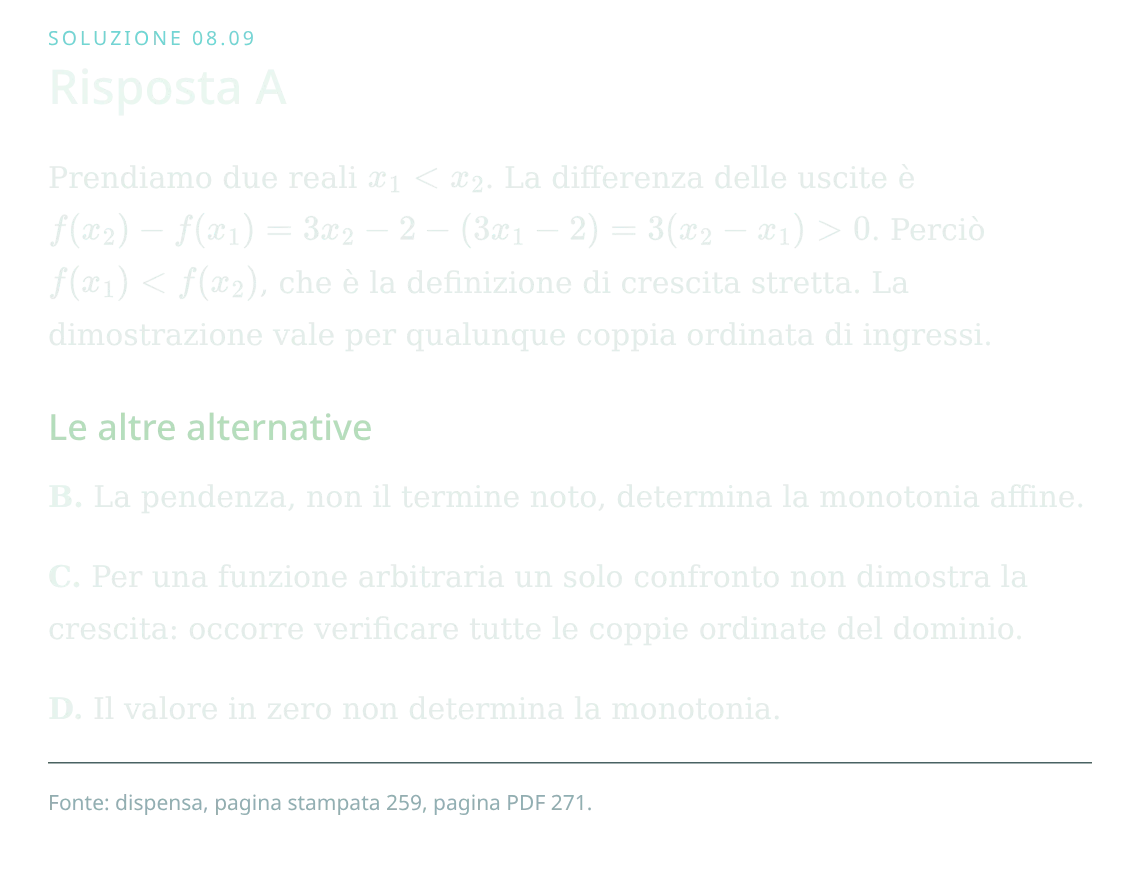 SOLUZIONE 08.09
Risposta A
Prendiamo due reali x₁ < x₂. La differenza delle uscite è
f(x₂) − f(x₁) = 3x₂ − 2 − (3x₁ − 2) = 3(x₂ − x₁) > 0. Perciò
f(x₁) < f(x₂), che è la definizione di crescita stretta. La
dimostrazione vale per qualunque coppia ordinata di ingressi.
Le altre alternative
B. La pendenza, non il termine noto, determina la monotonia affine.
C. Per una funzione arbitraria un solo confronto non dimostra la
crescita: occorre verificare tutte le coppie ordinate del dominio.
D. Il valore in zero non determina la monotonia.
Fonte: dispensa, pagina stampata 259, pagina PDF 271.